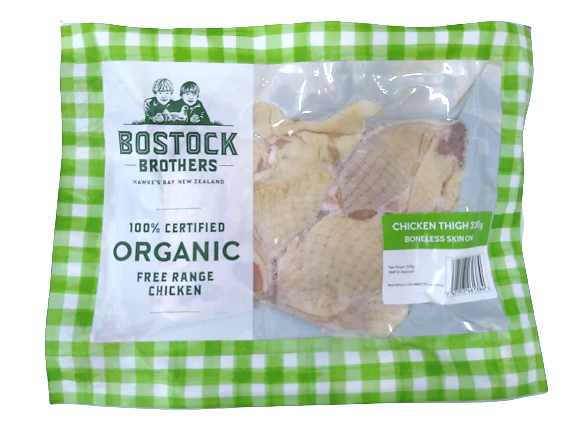 BOSTOCK
BROTHERS
HAWKE'S BAY NEW ZEALAND
100% CERTIFIED
ORGANIC
FREE RANGE
CHICKEN
CHICKEN THIGH 330g
BONELESS SKIN ON